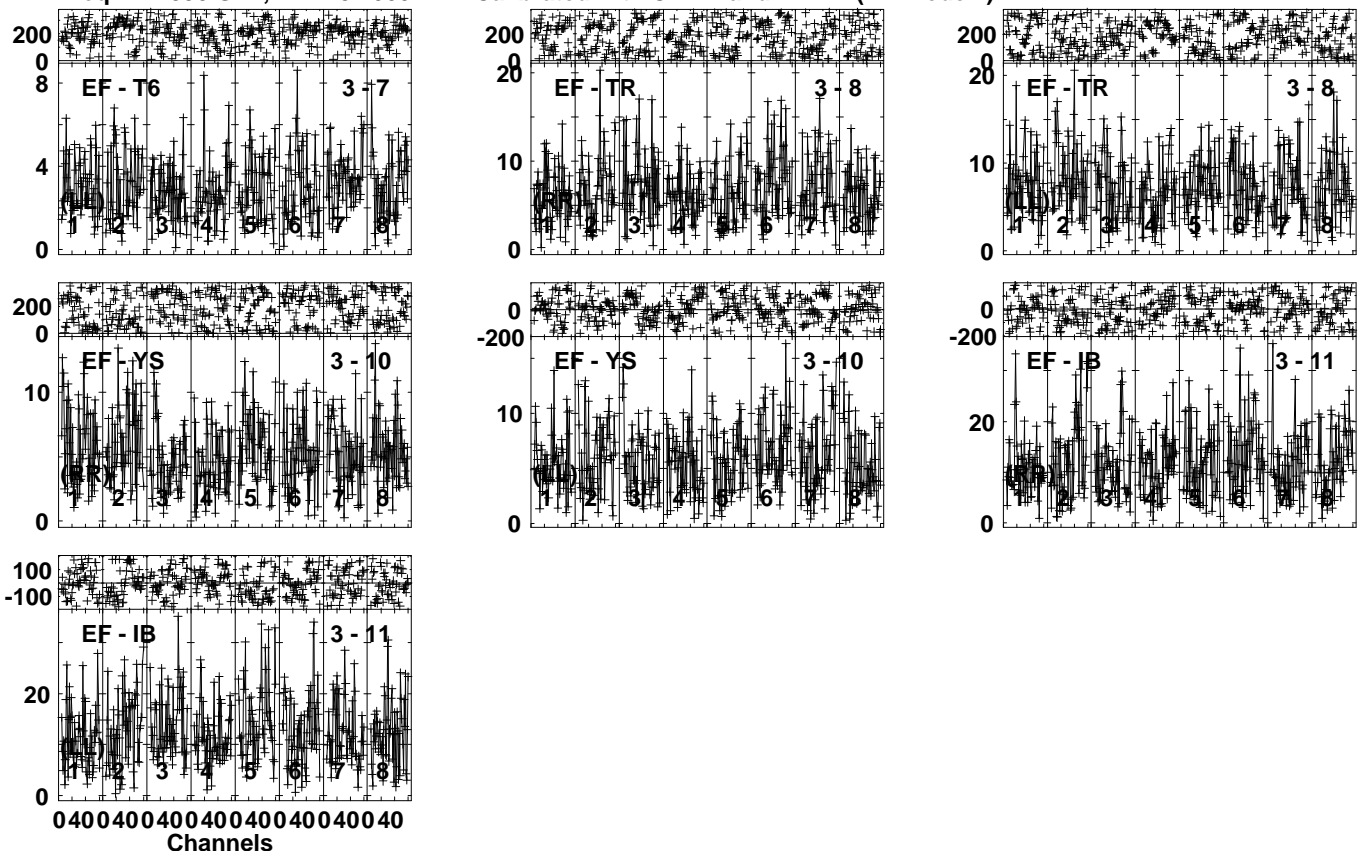 200
0
8
4
0
EF - T6 3 - 7
(LL)
1 2 3 4 5 6 7 8
200
0
20
10
0
EF - TR 3 - 8
(RR)
1 2 3 4 5 6 7 8
200
0
20
10
0
EF - TR 3 - 8
(LL)
1 2 3 4 5 6 7 8
200
0
10
0
EF - YS 3 - 10
(RR)
1 2 3 4 5 6 7 8
0
-200
10
0
EF - YS 3 - 10
(LL)
1 2 3 4 5 6 7 8
0
-200
20
0
EF - IB 3 - 11
(RR)
1 2 3 4 5 6 7 8
100
-100
20
0
EF - IB 3 - 11
(LL)
1 2 3 4 5 6 7 8
0 40 0 40 0 40 0 40 0 40 0 40 0 40 0 40
Channels